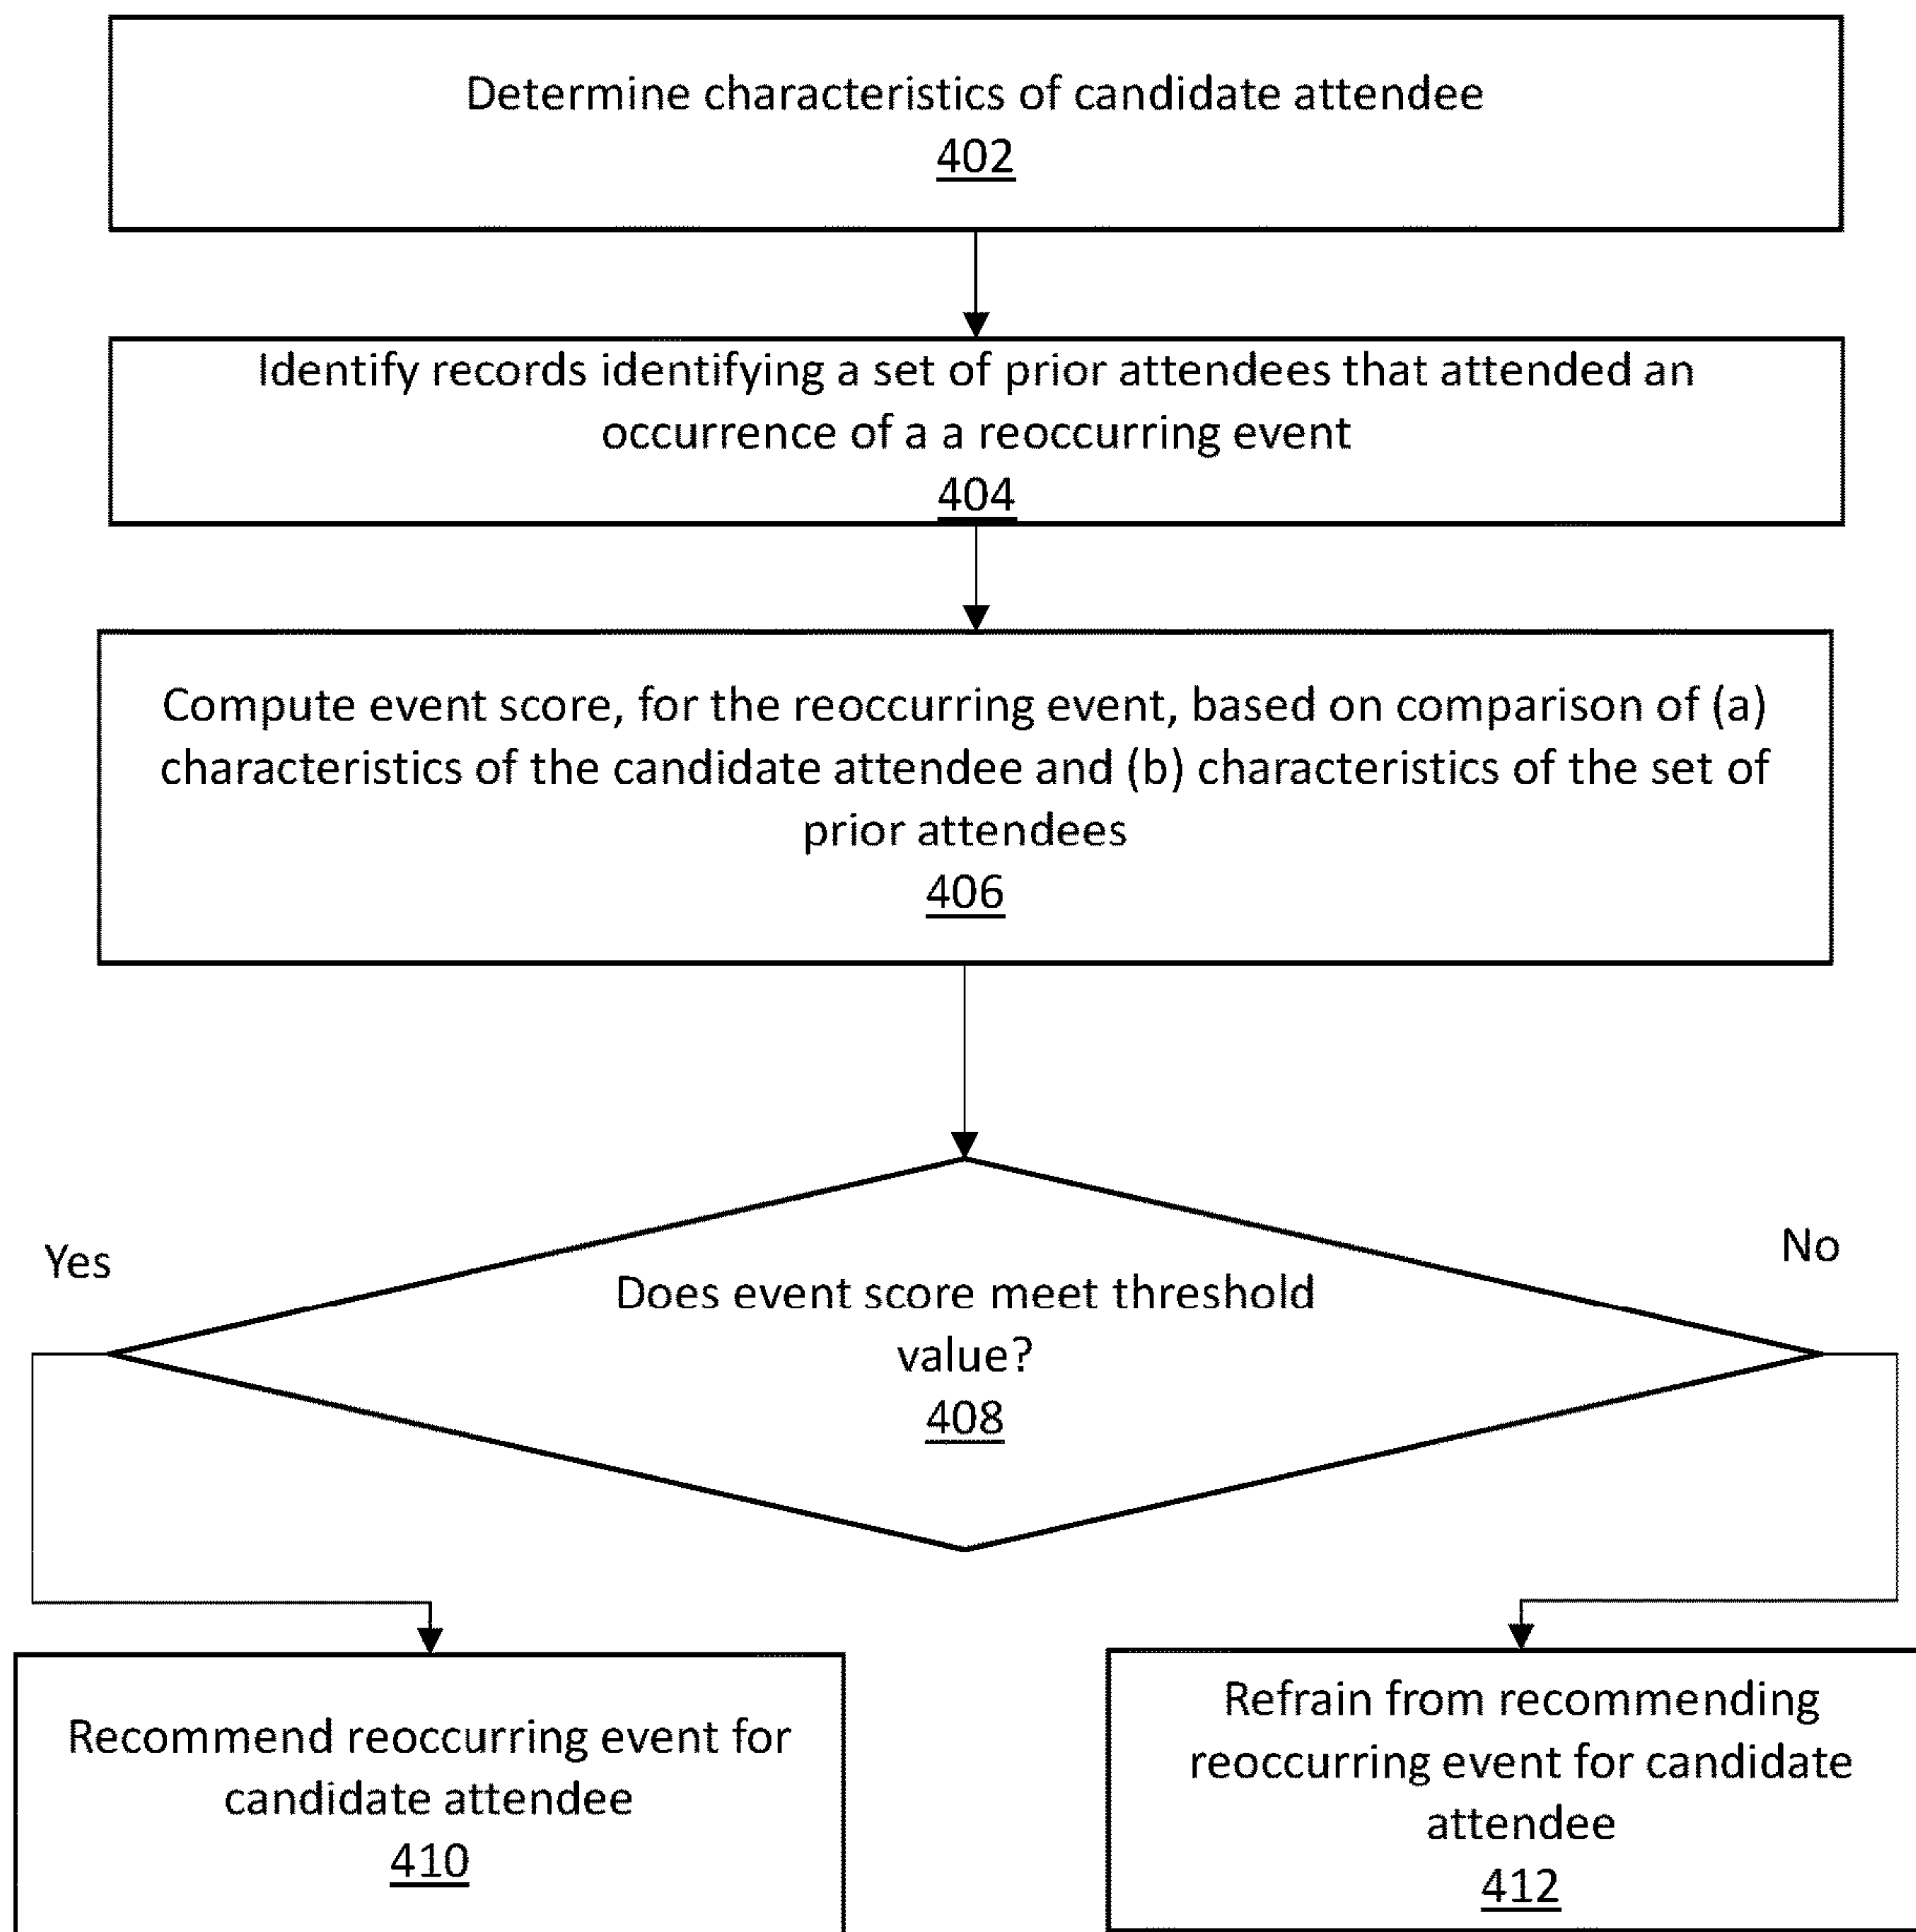 Determine characteristics of candidate attendee
402
Identify records identifying a set of prior attendees that attended an
occurrence of a a reoccurring event
404
Compute event score, for the reoccurring event, based on comparison of (a)
characteristics of the candidate attendee and (b) characteristics of the set of
prior attendees
406
Yes
No
Does event score meet threshold
value?
408
Recommend reoccurring event for
candidate attendee
410
Refrain from recommending
reoccurring event for candidate
attendee
412